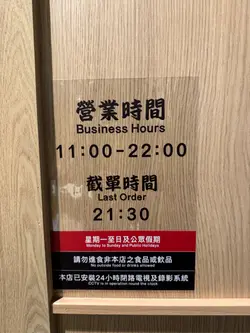 營業時間
Business Hours
11:00-22:00
截單時間
Last Order
21:30
星期一至日及公眾假期
Monday to Sunday and Public Holidays
請勿進食非本店之食品或飲品
No outside food or drinks allowed
本店已安裝24小時閉路電視及錄影系統
CCTV is in operation round the clock